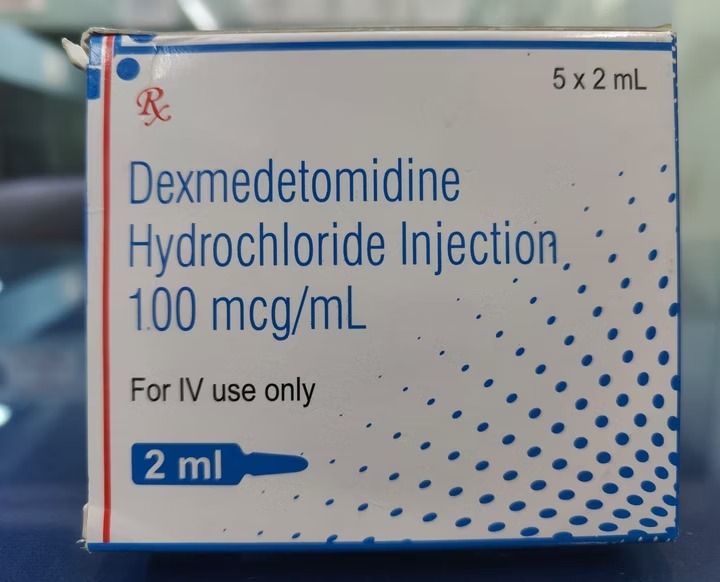 5 x 2 mL
Rx
Dexmedetomidine
Hydrochloride Injection
100 mcg/mL
For IV use only
2 ml